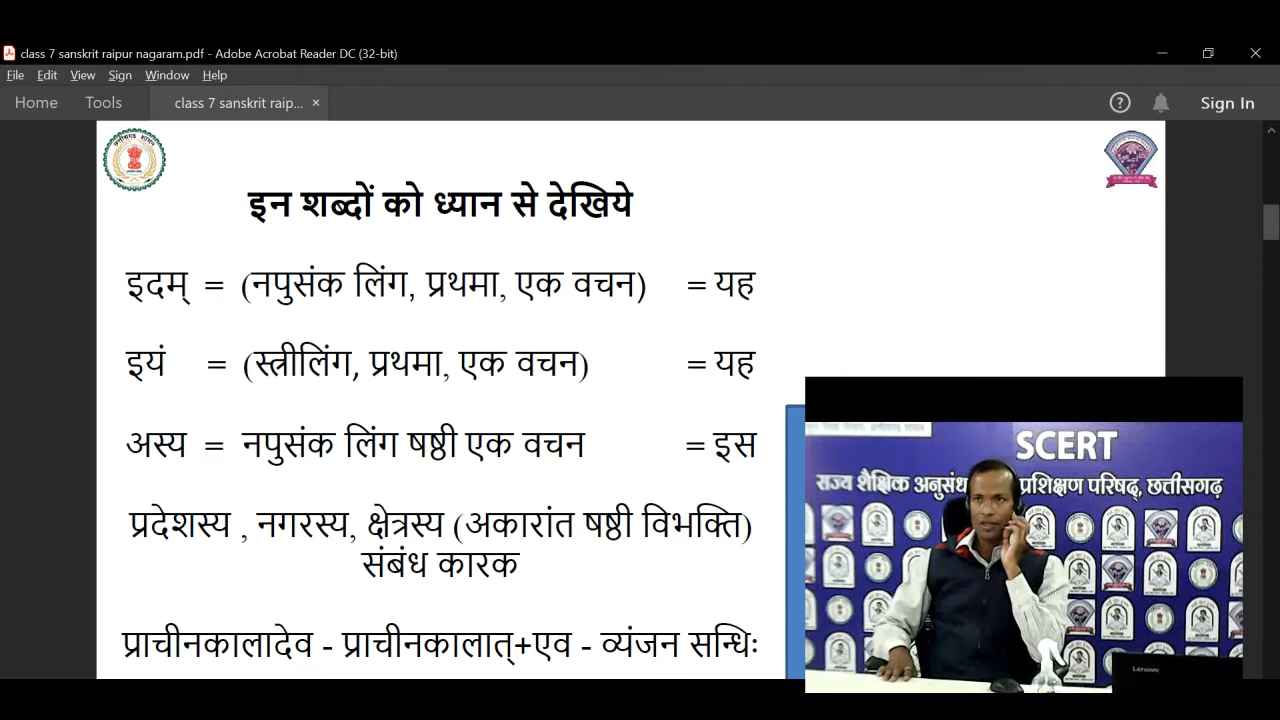 class 7 sanskrit raipur nagaram.pdf - Adobe Acrobat Reader DC (32-bit)
File Edit View Sign Window Help
Home Tools class 7 sanskrit raip... × Sign In
इन शब्दों को ध्यान से देखिये
इदम् = (नपुसंक लिंग, प्रथमा, एक वचन) = यह
इयं = (स्त्रीलिंग, प्रथमा, एक वचन) = यह
अस्य = नपुसंक लिंग षष्ठी एक वचन = इस
प्रदेशस्य , नगरस्य, क्षेत्रस्य (अकारांत षष्ठी विभक्ति)
संबंध कारक
प्राचीनकालादेव - प्राचीनकालात्+एव - व्यंजन सन्धिः
SCERT
राज्य शैक्षिक अनुसंध प्रशिक्षण परिषद, छत्तीसगढ़
Lenovo